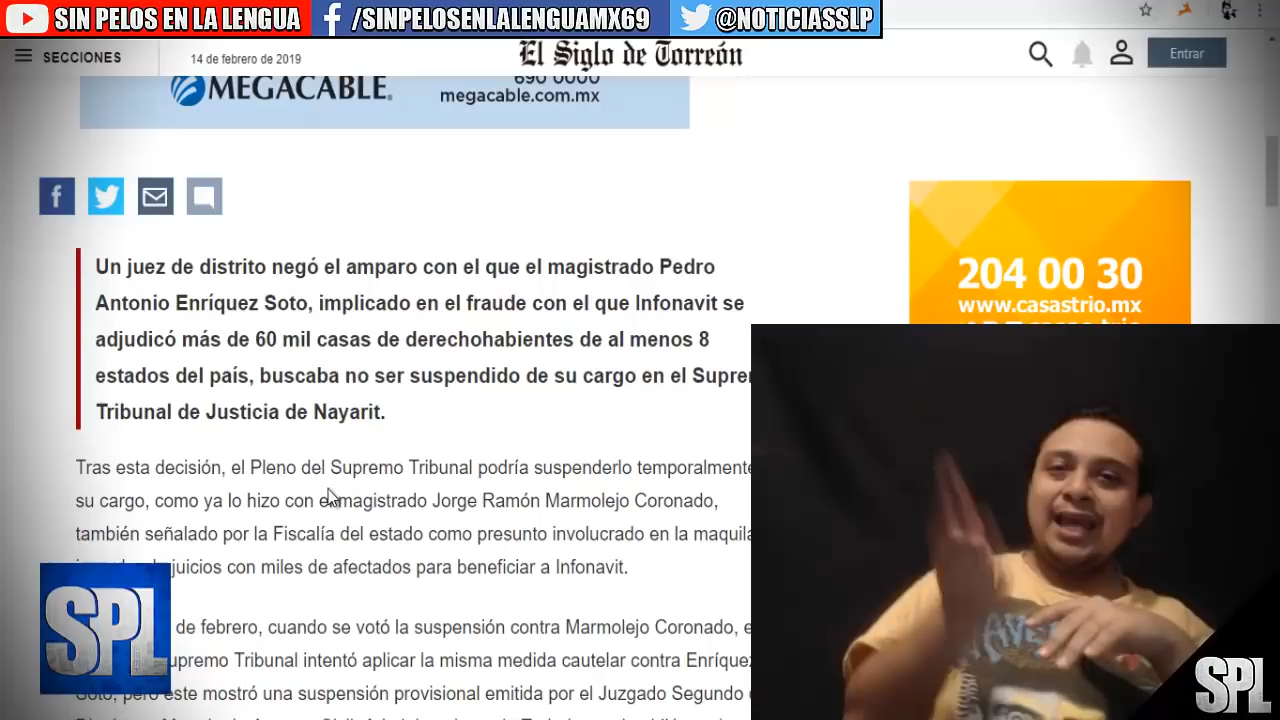 SIN PELOS EN LA LENGUA
f /SINPELOSENLALENGUAMX69
@NOTICIASSLP
SECCIONES
14 de febrero de 2019
El Siglo de Torreón
Entrar
MEGACABLE
690 0000
megacable.com.mx
Un juez de distrito negó el amparo con el que el magistrado Pedro
Antonio Enríquez Soto, implicado en el fraude con el que Infonavit se
adjudicó más de 60 mil casas de derechohabientes de al menos 8
estados del país, buscaba no ser suspendido de su cargo en el
Tribunal de Justicia de Nayarit.
204 00 30
www.casastrio.mx
Tras esta decisión, el Pleno del Supremo Tribunal podría suspenderlo temporalmente
su cargo, como ya lo hizo con el magistrado Jorge Ramón Marmolejo Coronado,
también señalado por la Fiscalía del estado como presunto involucrado en la maquila
juicios con miles de afectados para beneficiar a Infonavit.
de febrero, cuando se votó la suspensión contra Marmolejo Coronado,
Tribunal intentó aplicar la misma medida cautelar contra Enríquez
Soto, pero este mostró una suspensión provisional emitida por el Juzgado Segundo
SPL
SPL